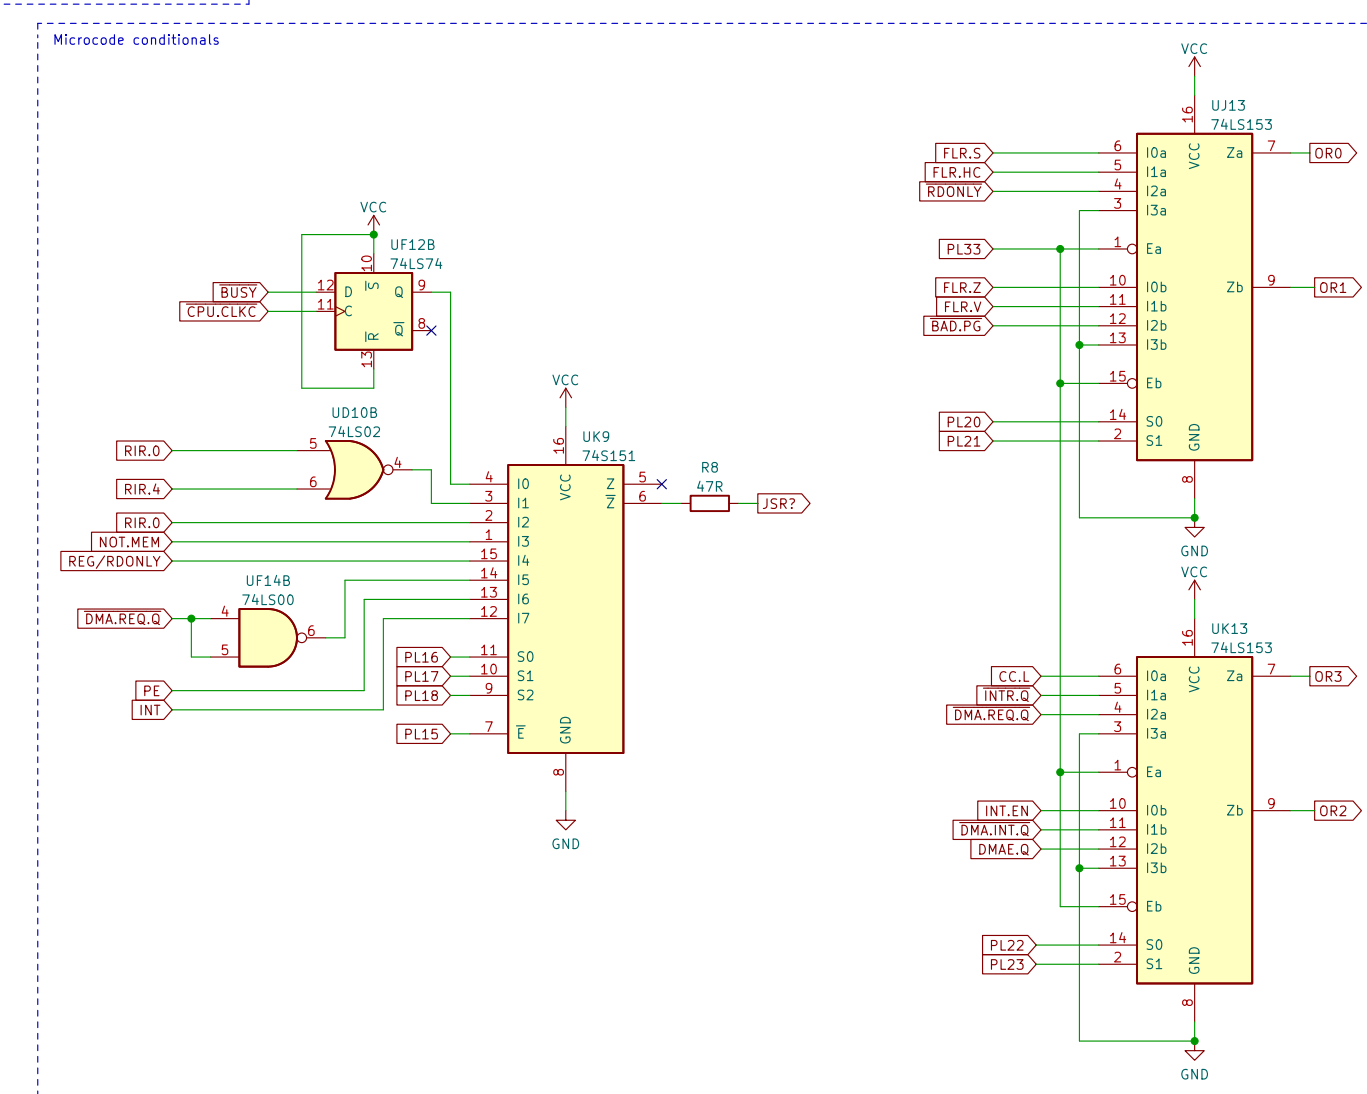 Microcode conditionals
VCC
UF12B
74LS74
10
S
BUSY
12
D
Q
9
CPU.CLKC
11
C
Q
8
R
13
UD10B
74LS02
RIR.0
5
4
RIR.4
6
VCC
UK9
74S151
16
VCC
4
I0
Z
5
3
I1
Z
6
R8
47R
JSR?
RIR.0
2
I2
NOT.MEM
1
I3
REG/RDONLY
15
I4
UF14B
74LS00
14
I5
13
I6
DMA.REQ.Q
4
5
6
12
I7
PL16
11
S0
PL17
10
S1
PL18
9
S2
PE
INT
PL15
7
E
GND
8
GND
VCC
UJ13
74LS153
16
VCC
FLR.S
6
I0a
Za
7
OR0
FLR.HC
5
I1a
RDONLY
4
I2a
3
I3a
PL33
1
Ea
FLR.Z
10
I0b
Zb
9
OR1
FLR.V
11
I1b
BAD.PG
12
I2b
13
I3b
15
Eb
PL20
14
S0
PL21
2
S1
GND
8
GND
VCC
UK13
74LS153
16
VCC
CC.L
6
I0a
Za
7
OR3
INTR.Q
5
I1a
DMA.REQ.Q
4
I2a
3
I3a
1
Ea
INT.EN
10
I0b
Zb
9
OR2
DMA.INT.Q
11
I1b
DMAE.Q
12
I2b
13
I3b
15
Eb
PL22
14
S0
PL23
2
S1
GND
8
GND